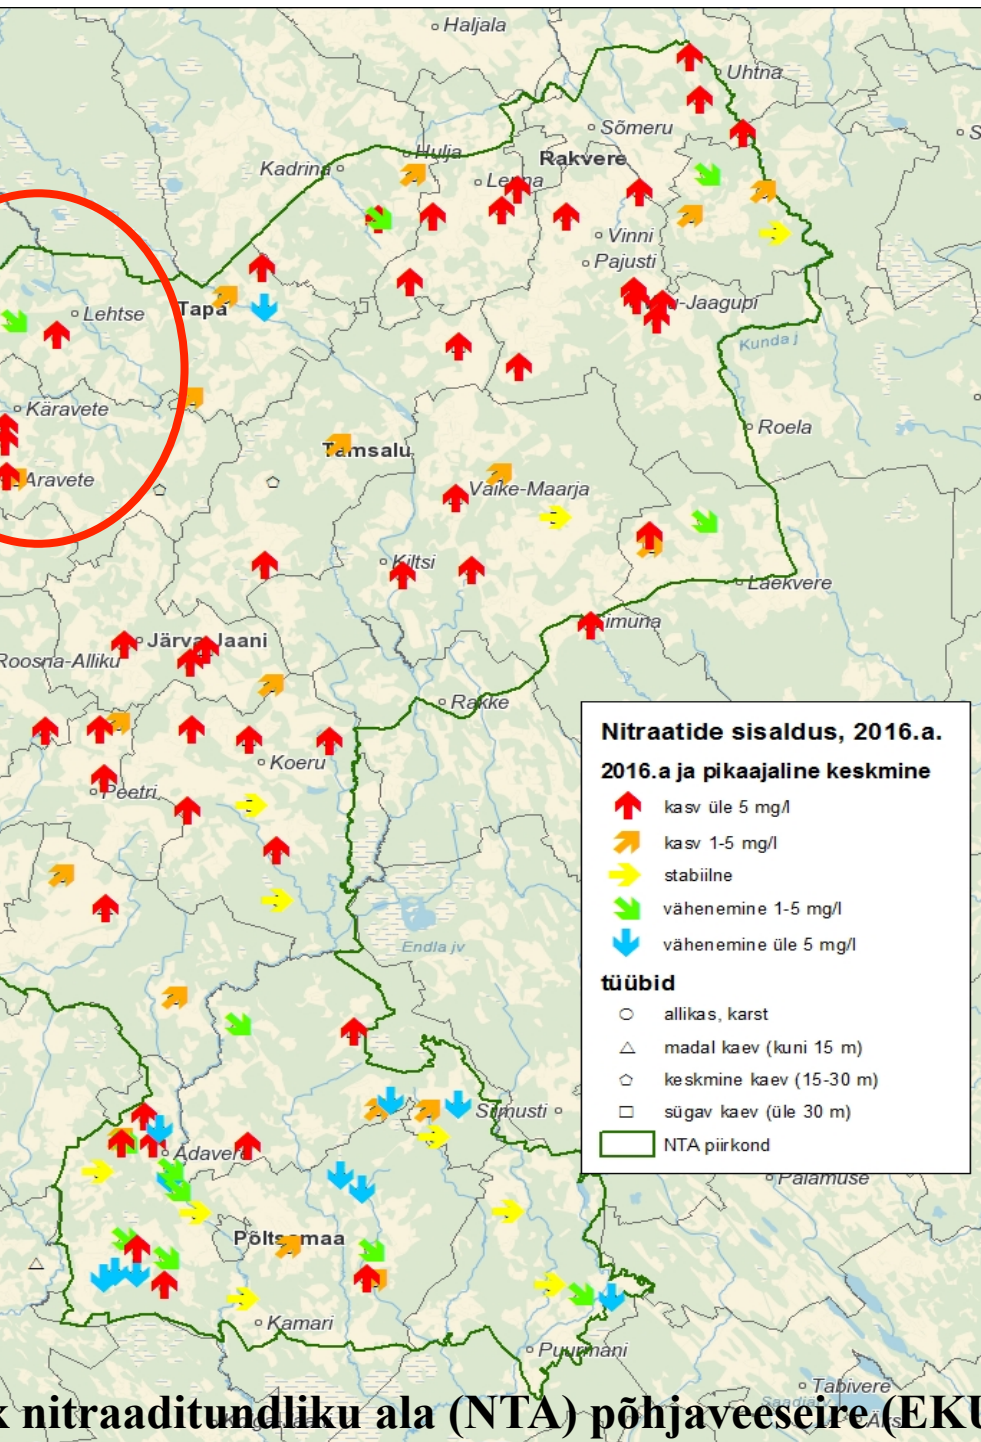 Haljala
Uhtna
Sõmeru
Hulja
Rakvere
Kadrina
Vinni
Pajusti
Lehtse
Tapa
-Jaagupi
Kunda j
Käravete
Roela
Tamsalu
Aravete
Väike-Maarja
Kiltsi
Laekvere
imuna
Järva-Jaani
Roosna-Alliku
Rakke
Nitraatide sisaldus, 2016.a.
2016.a ja pikaajaline keskmine
kasv üle 5 mg/l
kasv 1-5 mg/l
stabiilne
vähenemine 1-5 mg/l
vähenemine üle 5 mg/l
tüübid
allikas, karst
madal kaev (kuni 15 m)
keskmine kaev (15-30 m)
sügav kaev (üle 30 m)
NTA piirkond
Koeru
Peetri
Endla jv
Siimusti
Adavere
Palamuse
Põltsamaa
Kamari
Puurmani
Tabivere
k nitraaditundliku ala (NTA) põhjaveeseire (EKU